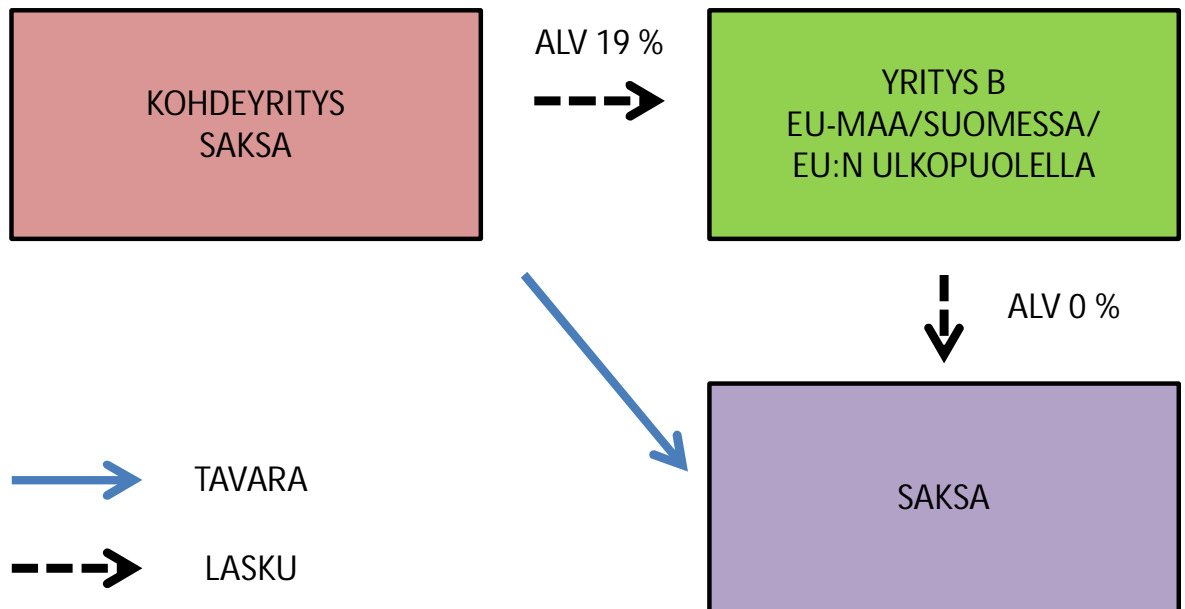 KOHDEYRITYS
SAKSA
ALV 19 %
YRITYS B
EU-MAA/SUOMESSA/
EU:N ULKOPUOLELLA
ALV 0 %
SAKSA
TAVARA
LASKU